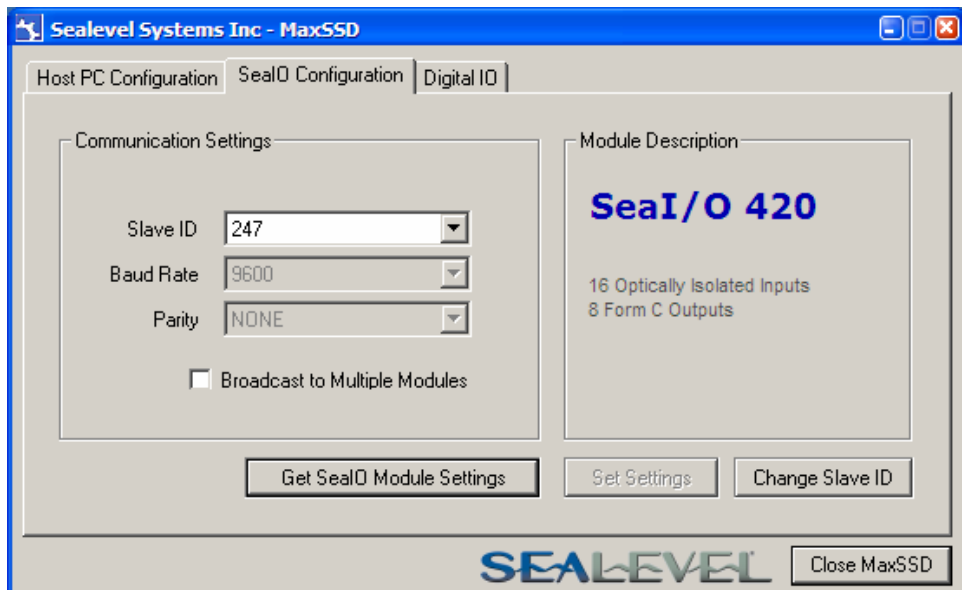 Sealevel Systems Inc - MaxSSD
Host PC Configuration
SeaIO Configuration
Digital IO
Communication Settings
Slave ID
247
Baud Rate
9600
Parity
NONE
Broadcast to Multiple Modules
Module Description
SeaI/O 420
16 Optically Isolated Inputs
8 Form C Outputs
Get SeaIO Module Settings
Set Settings
Change Slave ID
SEALEVEL
Close MaxSSD